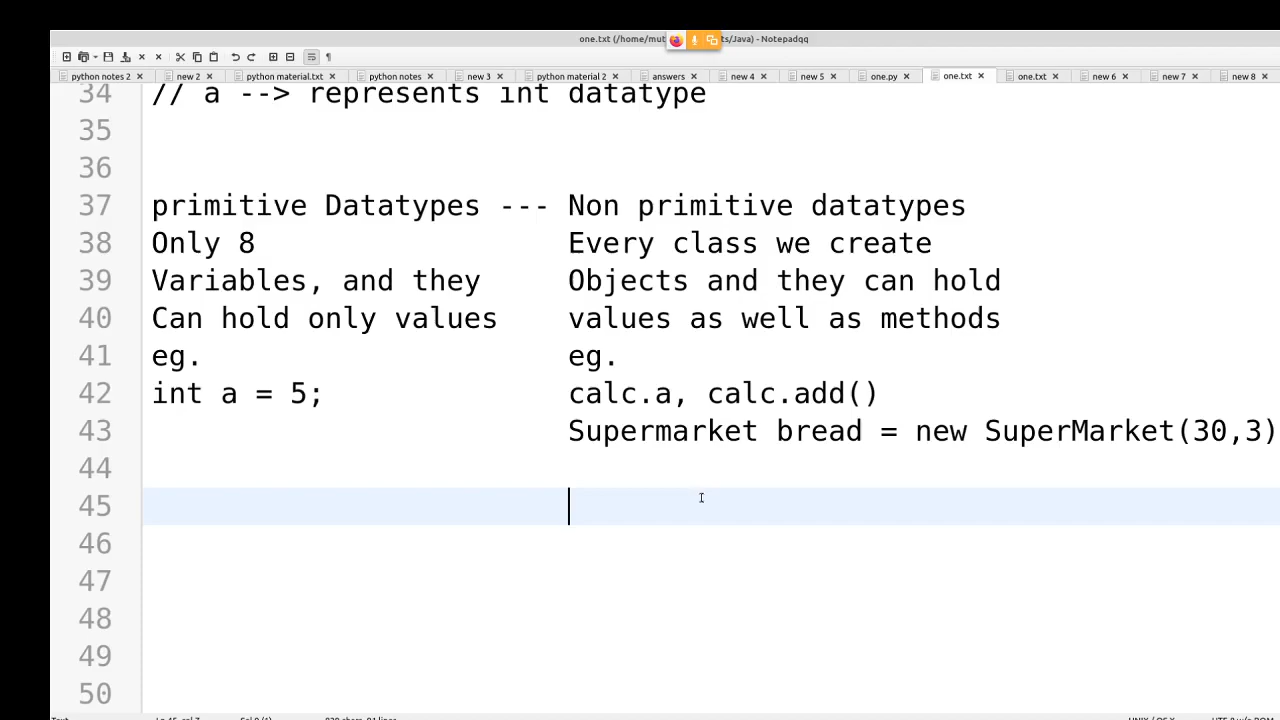 one.txt (/home/mut ts/Java) - Notepadqq
python notes 2 new 2 python material.txt python notes new 3 python material 2 answers new 4 new 5 one.py one.txt one.txt new 6 new 7 new 8
34 // a --> represents int datatype
35
36
37 primitive Datatypes --- Non primitive datatypes
38 Only 8 Every class we create
39 Variables, and they Objects and they can hold
40 Can hold only values values as well as methods
41 eg. eg.
42 int a = 5; calc.a, calc.add()
43 Supermarket bread = new SuperMarket(30,3)
44
45
46
47
48
49
50